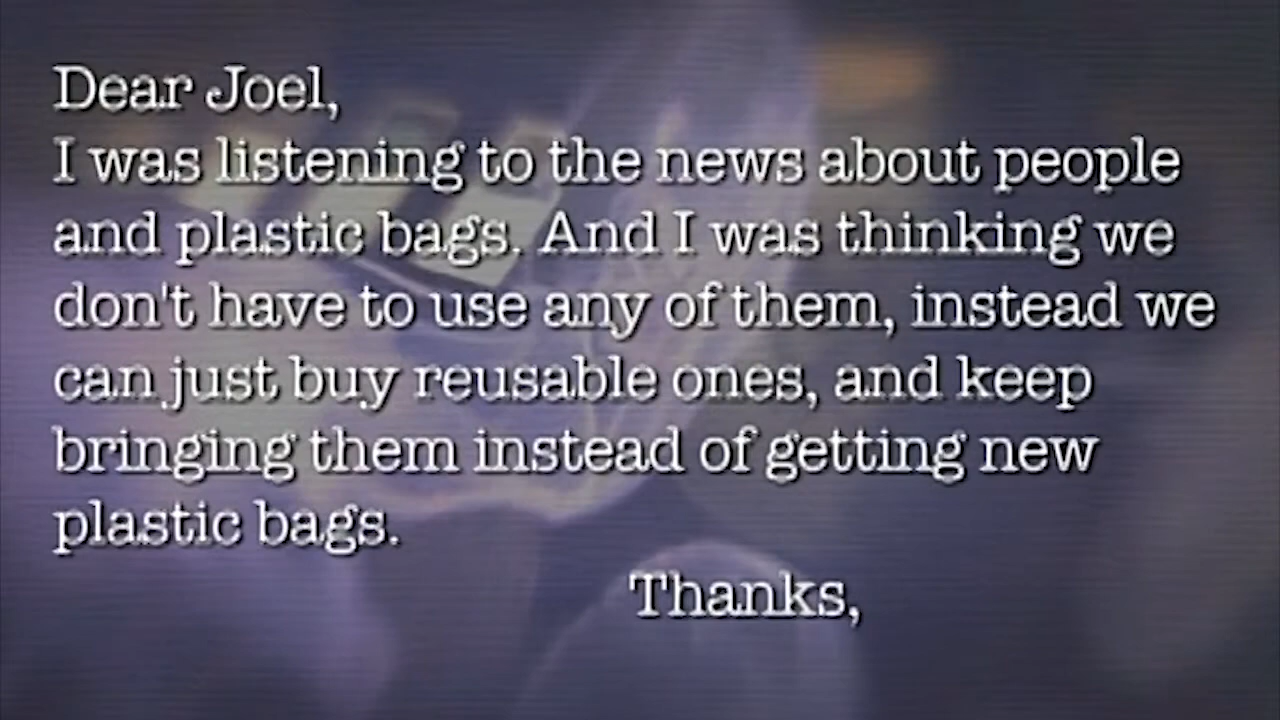 Dear Joel,
I was listening to the news about people
and plastic bags. And I was thinking we
don't have to use any of them, instead we
can just buy reusable ones, and keep
bringing them instead of getting new
plastic bags.
Thanks,